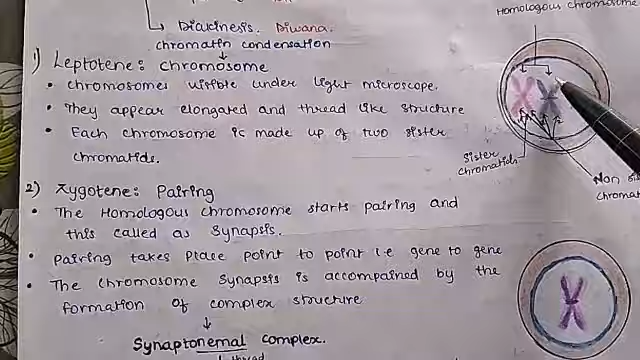 Homologous chromosome
↳ Diakinesis. Diwana.
chromatin condensation
↓
1) Leptotene: chromosome
• Chromosomes visible under light microscope.
• They appear elongated and thread like structure
• Each chromosome is made up of two sister
chromatids.
sister
chromatids.
Non
chromat
2) Zygotene: Pairing
• The Homologous chromosome starts pairing and
this called as Synapsis.
• pairing takes place point to point i.e gene to gene
• The chromosome Synapsis is accompained by the
formation of complex structure
↓
Synaptonemal complex.
thread